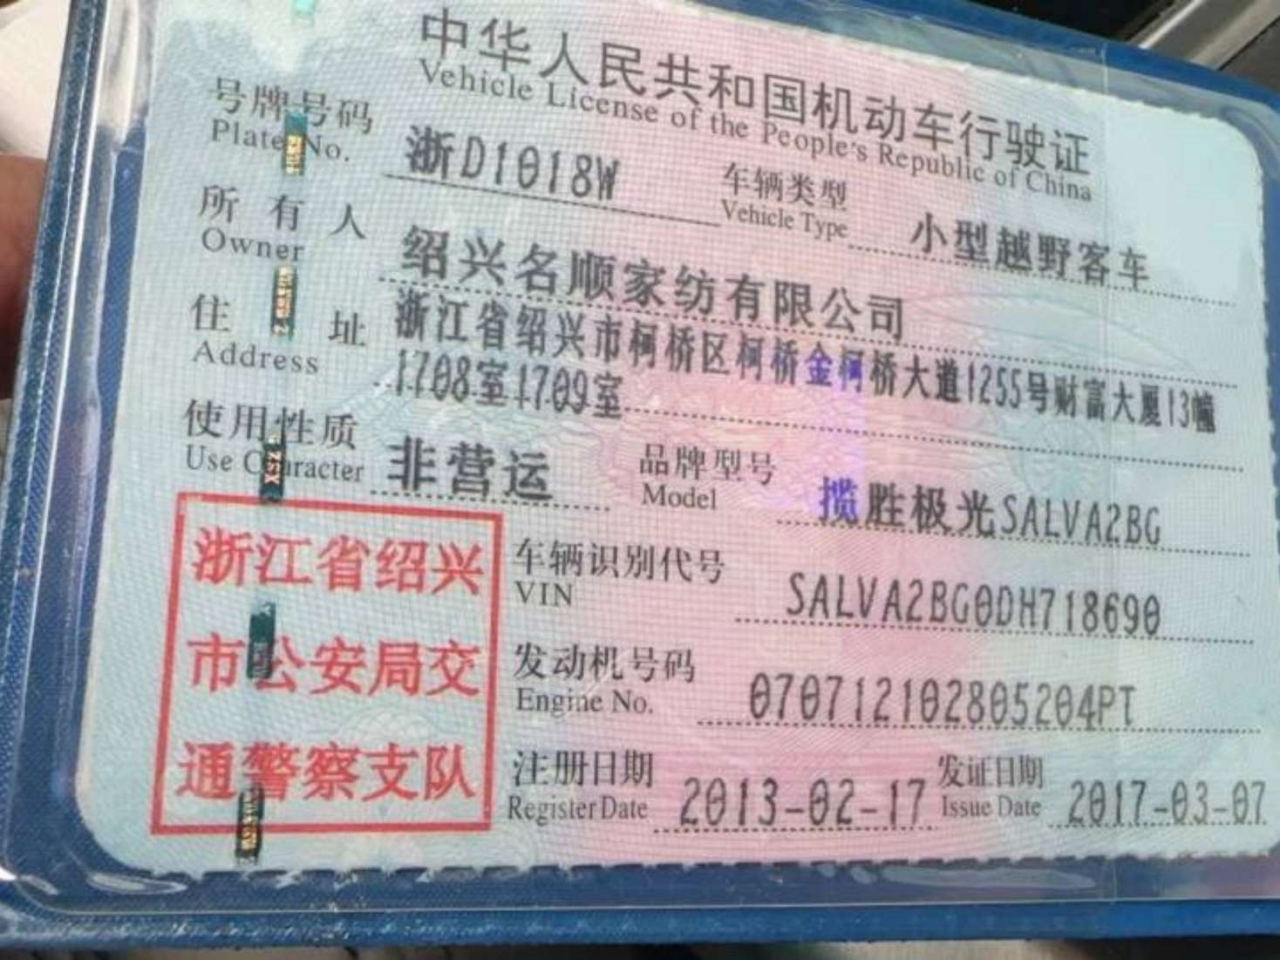 中华人民共和国机动车行驶证
Vehicle License of the People's Republic of China
号牌号码 浙D1018W 车辆类型 小型越野客车
Plate No. Vehicle Type
所有人 绍兴名顺家纺有限公司
Owner
住址 浙江省绍兴市柯桥区柯桥金柯桥大道1255号财富大厦13幢
Address 1708室1709室
使用性质 非营运 品牌型号 揽胜极光SALVA2BG
Use Character Model
浙江省绍兴
市公安局交
通警察支队
车辆识别代号 SALVA2BG0DH718690
VIN
发动机号码 070712102805204PT
Engine No.
注册日期 2013-02-17 发证日期 2017-03-07
Register Date Issue Date